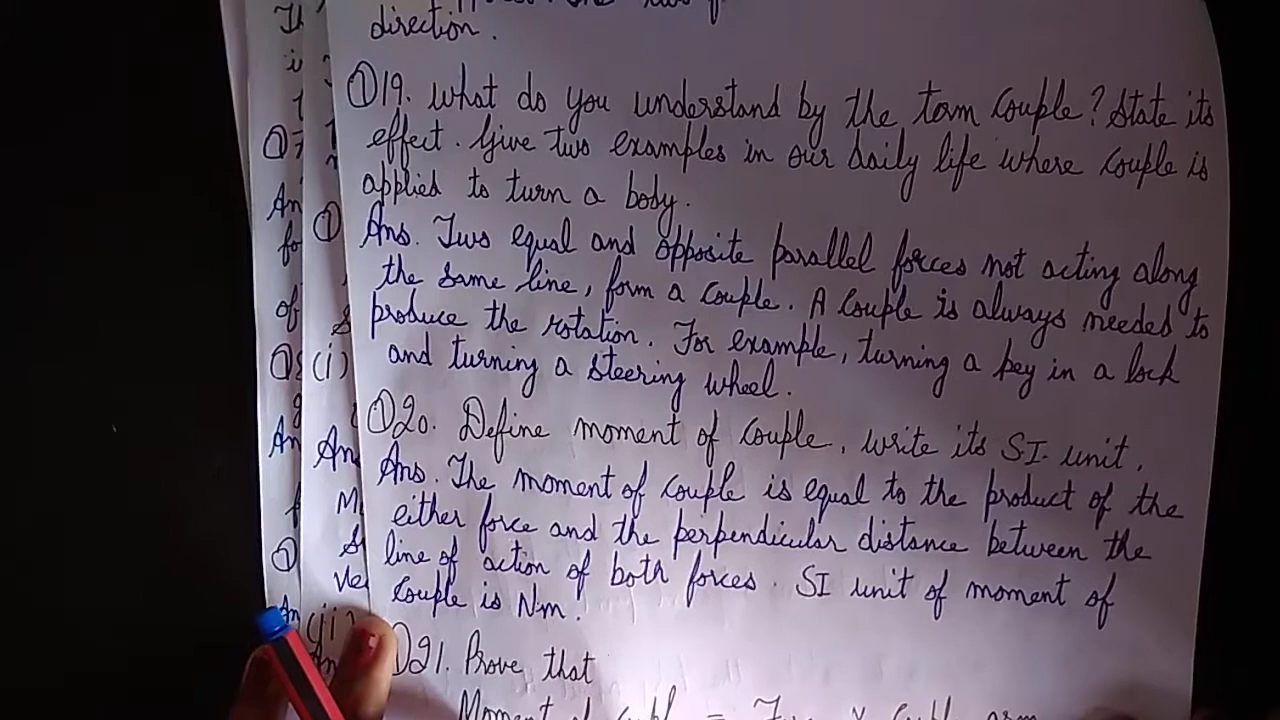 direction.
Q19. What do you understand by the term Couple? State its
effect. Give two examples in our daily life where couple is
applied to turn a body.
Ans. Two equal and opposite parallel forces not acting along
the same line, form a couple. A couple is always needed to
produce the rotation. For example, turning a key in a lock
and turning a steering wheel.
Q20. Define moment of couple, write its SI unit.
Ans. The moment of couple is equal to the product of the
either force and the perpendicular distance between the
line of action of both forces. SI unit of moment of
couple is Nm.
Q21. Prove that
Moment of =